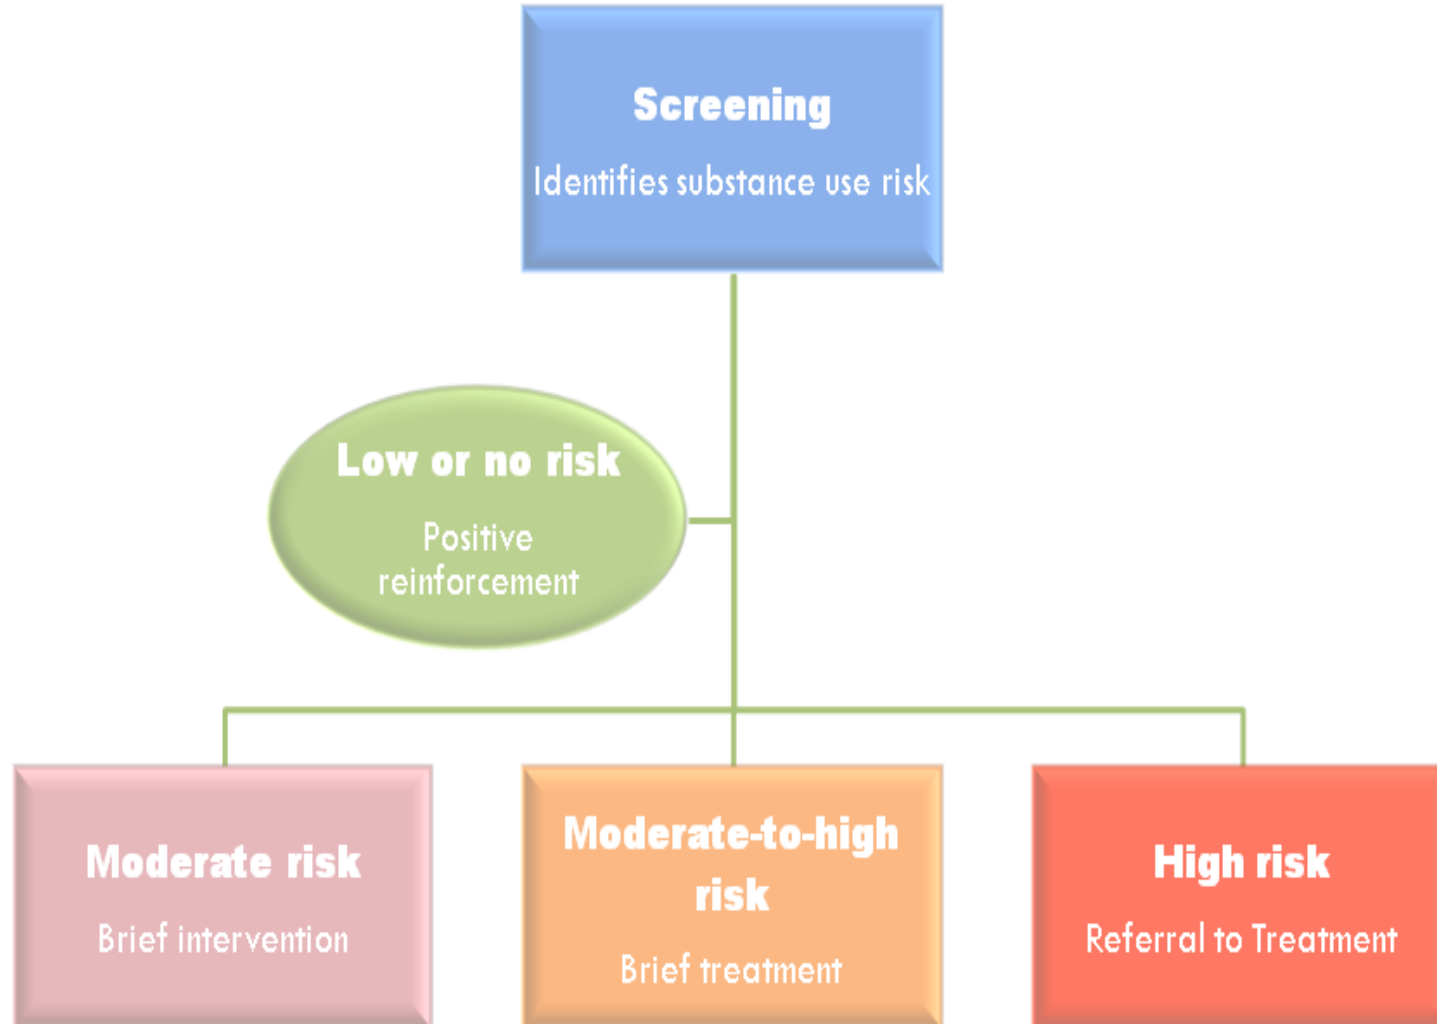 Screening
Identifies substance use risk
Low or no risk
Positive
reinforcement
Moderate risk
Brief intervention
Moderate-to-high
risk
Brief treatment
High risk
Referral to Treatment